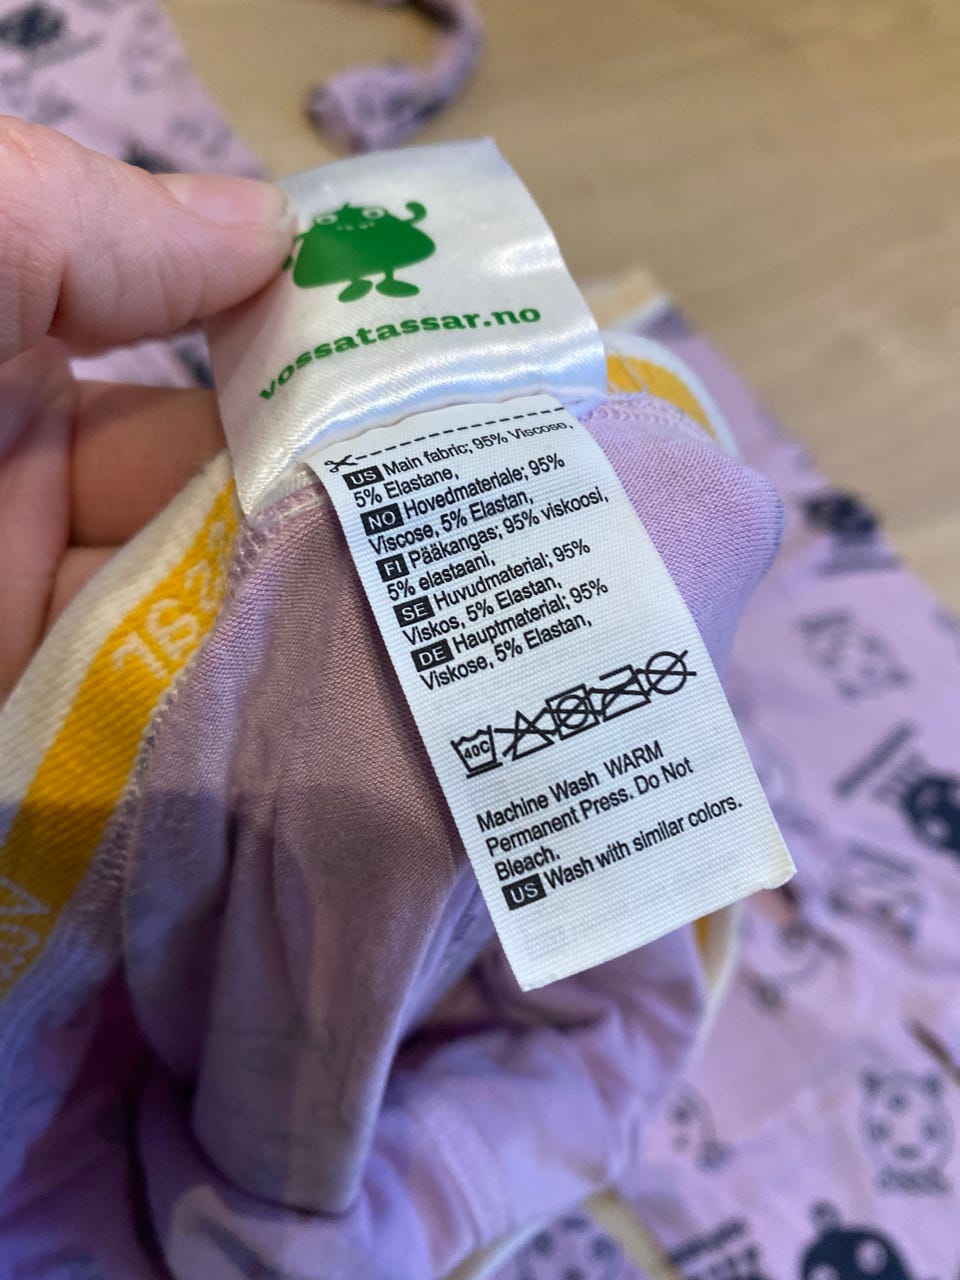 vossatassar.no
US Main fabric; 95% Viscose,
5% Elastane,
NO Hovedmateriale; 95%
Viscose, 5% Elastan,
FI Pääkangas; 95% viskoosi,
5% elastaani,
SE Huvudmaterial; 95%
Viskos, 5% Elastan,
DE Hauptmaterial; 95%
Viskose, 5% Elastan,
40C
Machine Wash WARM
Permanent Press. Do Not
Bleach.
US Wash with similar colors.